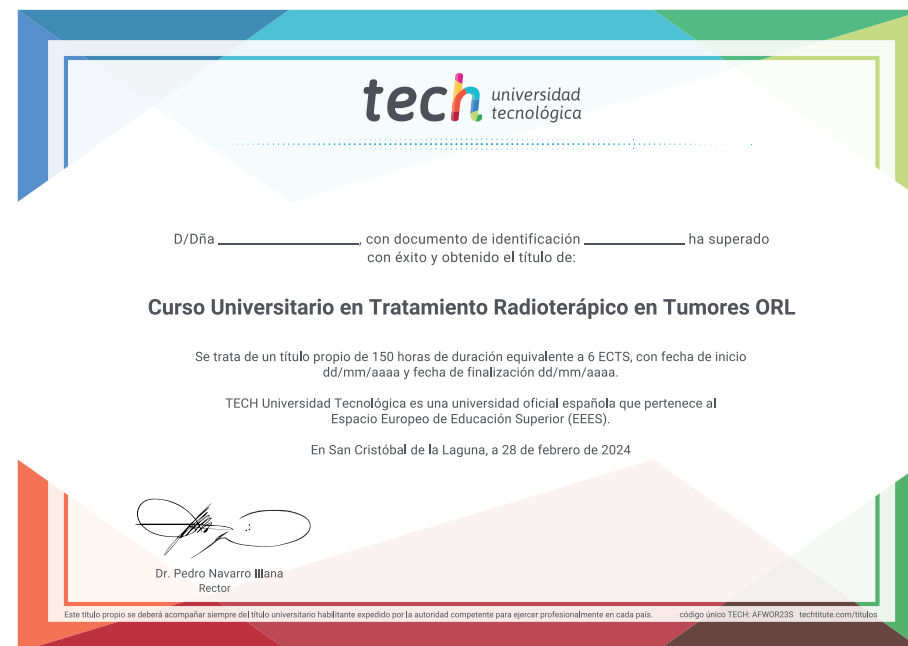 tech universidad
tecnológica
D/Dña ____________________, con documento de identificación ______________ ha superado
con éxito y obtenido el título de:
Curso Universitario en Tratamiento Radioterápico en Tumores ORL
Se trata de un título propio de 150 horas de duración equivalente a 6 ECTS, con fecha de inicio
dd/mm/aaaa y fecha de finalización dd/mm/aaaa.
TECH Universidad Tecnológica es una universidad oficial española que pertenece al
Espacio Europeo de Educación Superior (EEES).
En San Cristóbal de la Laguna, a 28 de febrero de 2024
Dr. Pedro Navarro Illana
Rector
Este título propio se deberá acompañar siempre del título universitario habilitante expedido por la autoridad competente para ejercer profesionalmente en cada país. código único TECH: AFWOR23S techtitute.com/titulos